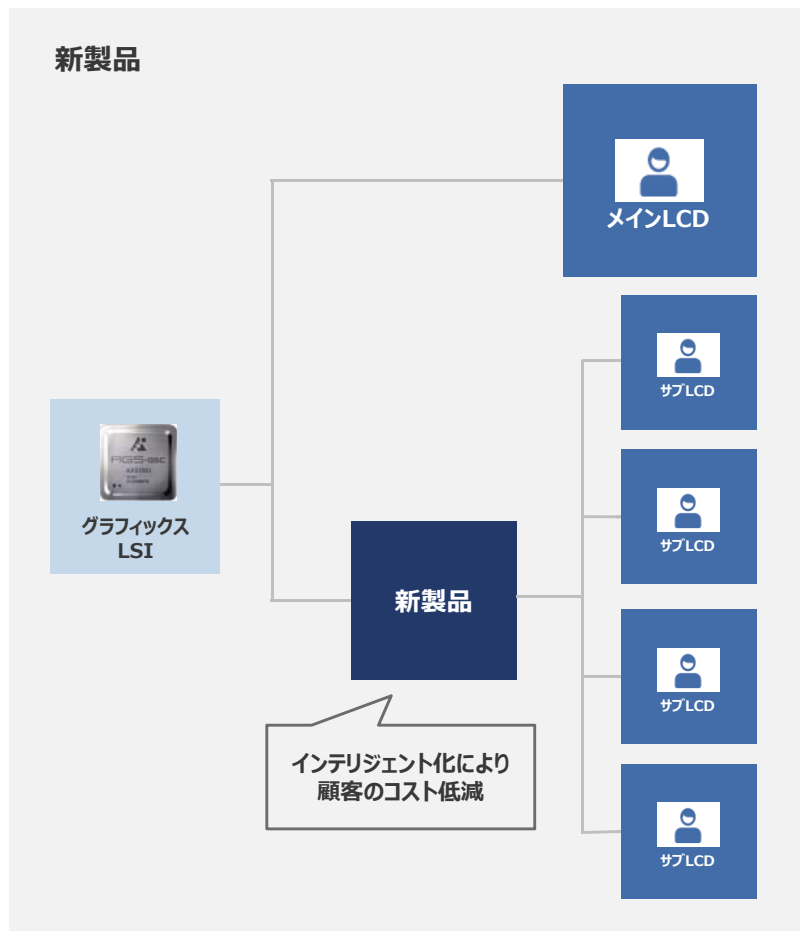 新製品
メインLCD
サブLCD
サブLCD
グラフィックス
LSI
新製品
サブLCD
インテリジェント化により
顧客のコスト低減
サブLCD